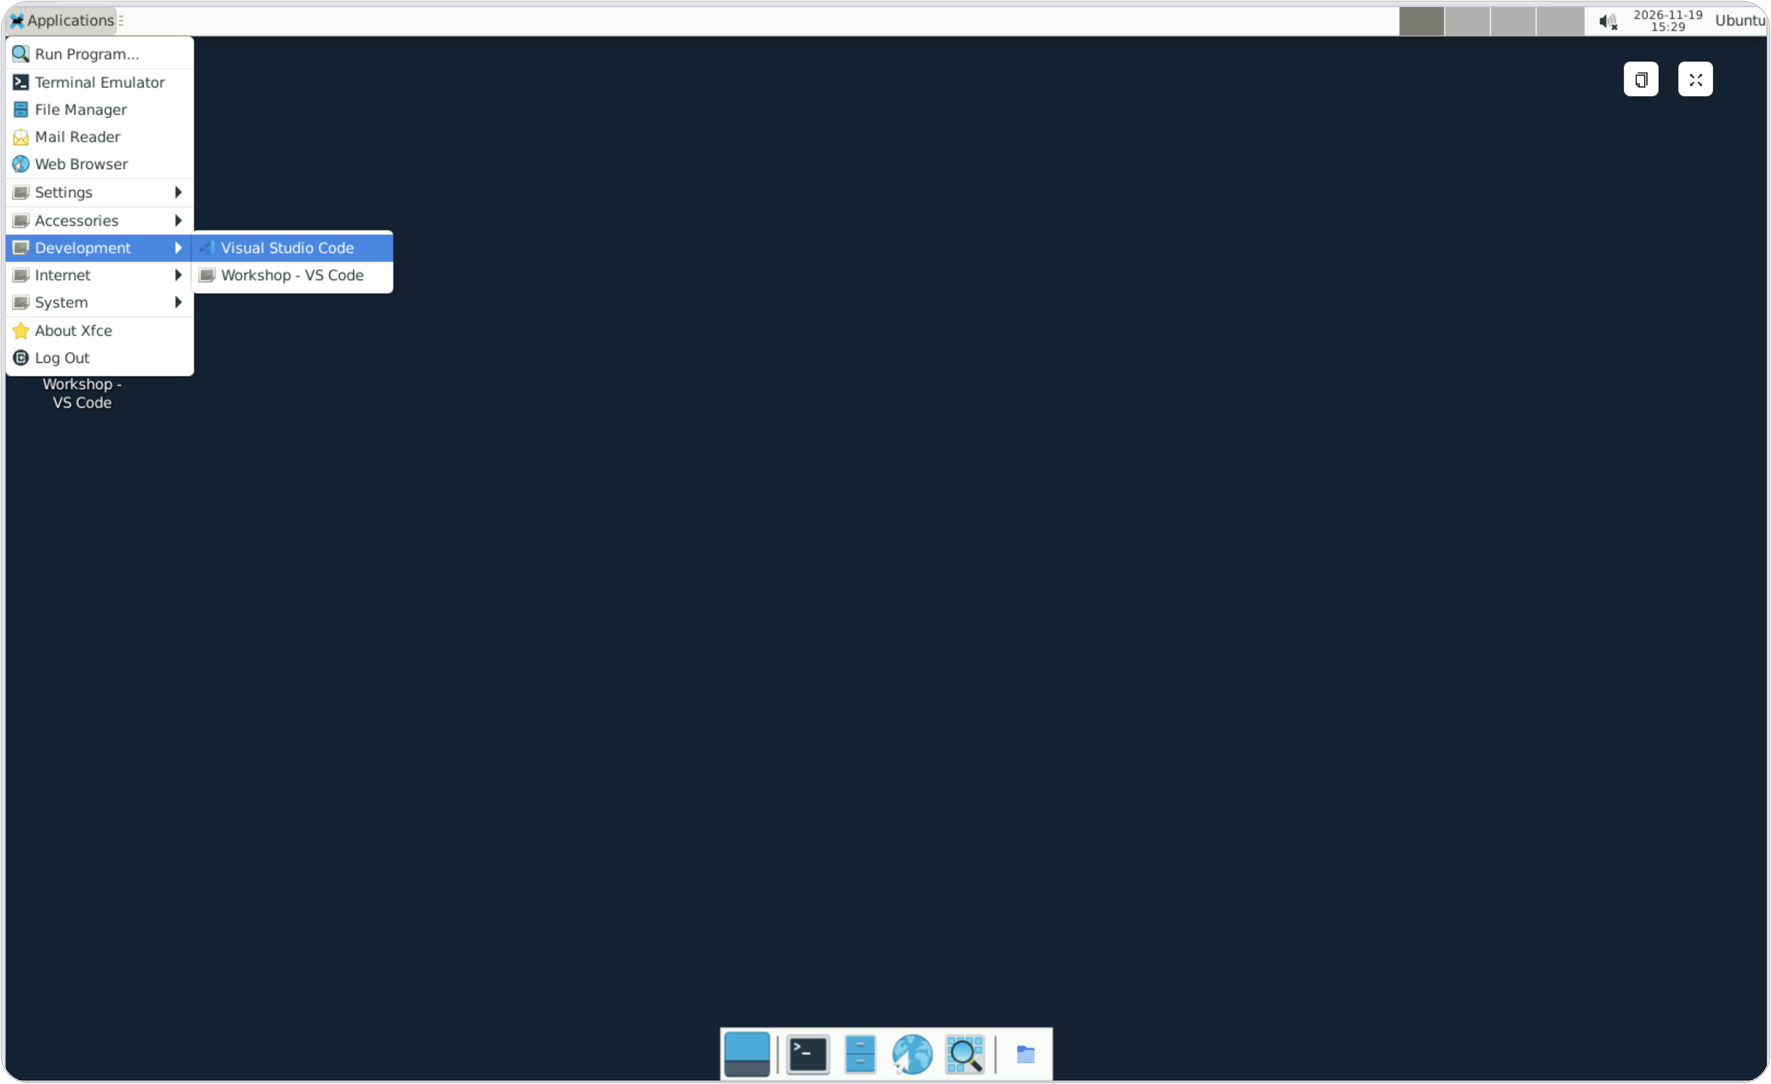 Applications
2026-11-19
15:29
Ubuntu
Run Program...
Terminal Emulator
File Manager
Mail Reader
Web Browser
Settings
Accessories
Development
Visual Studio Code
Internet
Workshop - VS Code
System
About Xfce
Log Out
Workshop -
VS Code